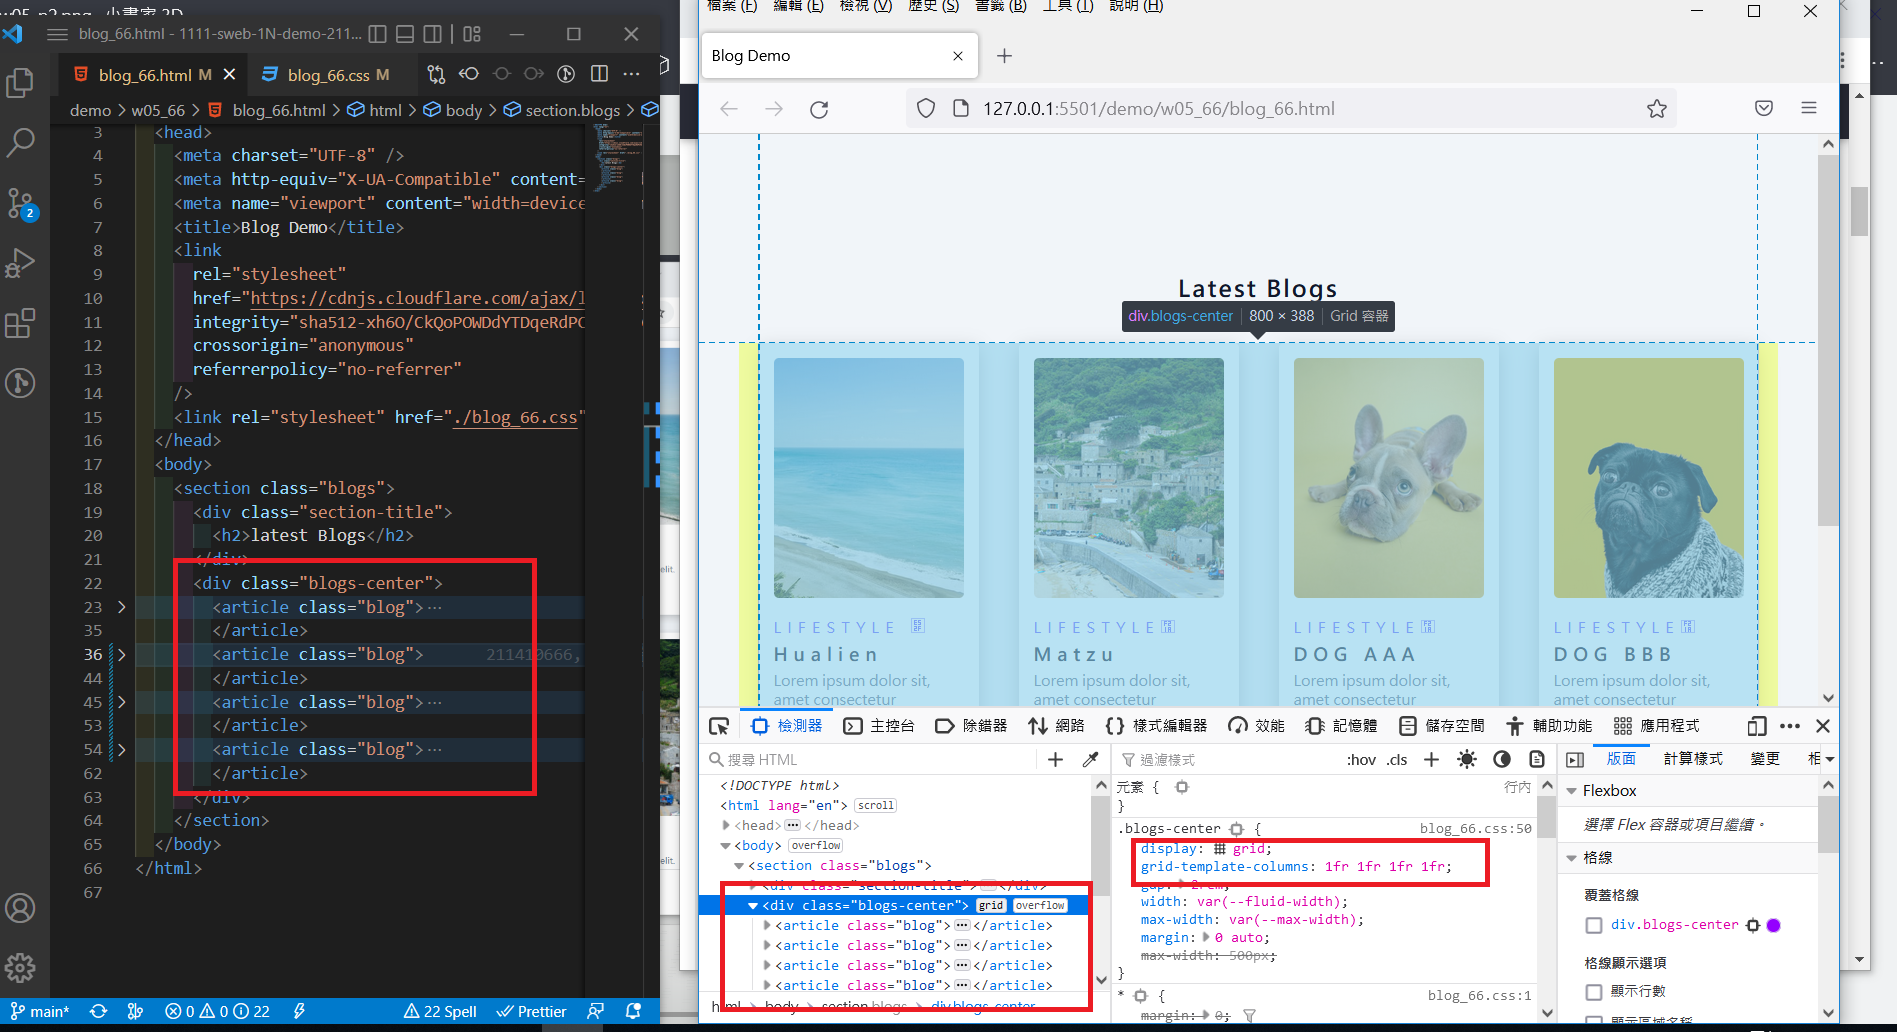 blog_66.html - 1111-sweb-1N-demo-211...
blog_66.html M
blog_66.css M
demo > w05_66 > blog_66.html > html > body > section.blogs >
3 <head>
4 <meta charset="UTF-8" />
5 <meta http-equiv="X-UA-Compatible" content=
6 <meta name="viewport" content="width=device
7 <title>Blog Demo</title>
8 <link
9 rel="stylesheet"
10 href="https://cdnjs.cloudflare.com/ajax/l
11 integrity="sha512-xh6O/CkQoPOWDdYTDqeRdPC
12 crossorigin="anonymous"
13 referrerpolicy="no-referrer"
14 />
15 <link rel="stylesheet" href="./blog_66.css"
16 </head>
17 <body>
18 <section class="blogs">
19 <div class="section-title">
20 <h2>latest Blogs</h2>
21 </div>
22 <div class="blogs-center">
23 <article class="blog">…
35 </article>
36 <article class="blog> 211410666,
44 </article>
45 <article class="blog">…
53 </article>
54 <article class="blog">…
62 </article>
63 </div>
64 </section>
65 </body>
66 </html>
67
main* 0 0 22 22 Spell Prettier
檔案 (F) 編輯 (E) 檢視 (V) 歷史 (S) 書籤 (B) 工具 (T) 說明 (H)
Blog Demo
127.0.0.1:5501/demo/w05_66/blog_66.html
Latest Blogs
div.blogs-center 800 × 388 Grid 容器
LIFESTYLE
Hualien
Lorem ipsum dolor sit,
amet consectetur
LIFESTYLE
Matzu
Lorem ipsum dolor sit,
amet consectetur
LIFESTYLE
DOG AAA
Lorem ipsum dolor sit,
amet consectetur
LIFESTYLE
DOG BBB
Lorem ipsum dolor sit,
amet consectetur
檢測器 主控台 除錯器 網路 樣式編輯器 效能 記憶體 儲存空間 輔助功能 應用程式
搜尋 HTML
<!DOCTYPE html>
<html lang="en"> scroll
<head> ••• </head>
<body> overflow
<section class="blogs">
<div class="section-title"> </div>
<div class="blogs-center"> grid overflow
<article class="blog"> ••• </article>
<article class="blog"> ••• </article>
<article class="blog"> ••• </article>
<article class="blog"> ••• </article>
html > body > section.blogs > div.blogs-center
過濾樣式 :hov .cls
元素 { 行內
}
.blogs-center { blog_66.css:50
display: grid;
grid-template-columns: 1fr 1fr 1fr 1fr;
gap: 2rem;
width: var(--fluid-width);
max-width: var(--max-width);
margin: 0 auto;
max-width: 500px;
}
* { blog_66.css:1
margin: 0;
版面 計算樣式 變更
Flexbox
選擇 Flex 容器或項目繼續。
格線
覆蓋格線
div.blogs-center
格線顯示選項
顯示行數
顯示區域名稱